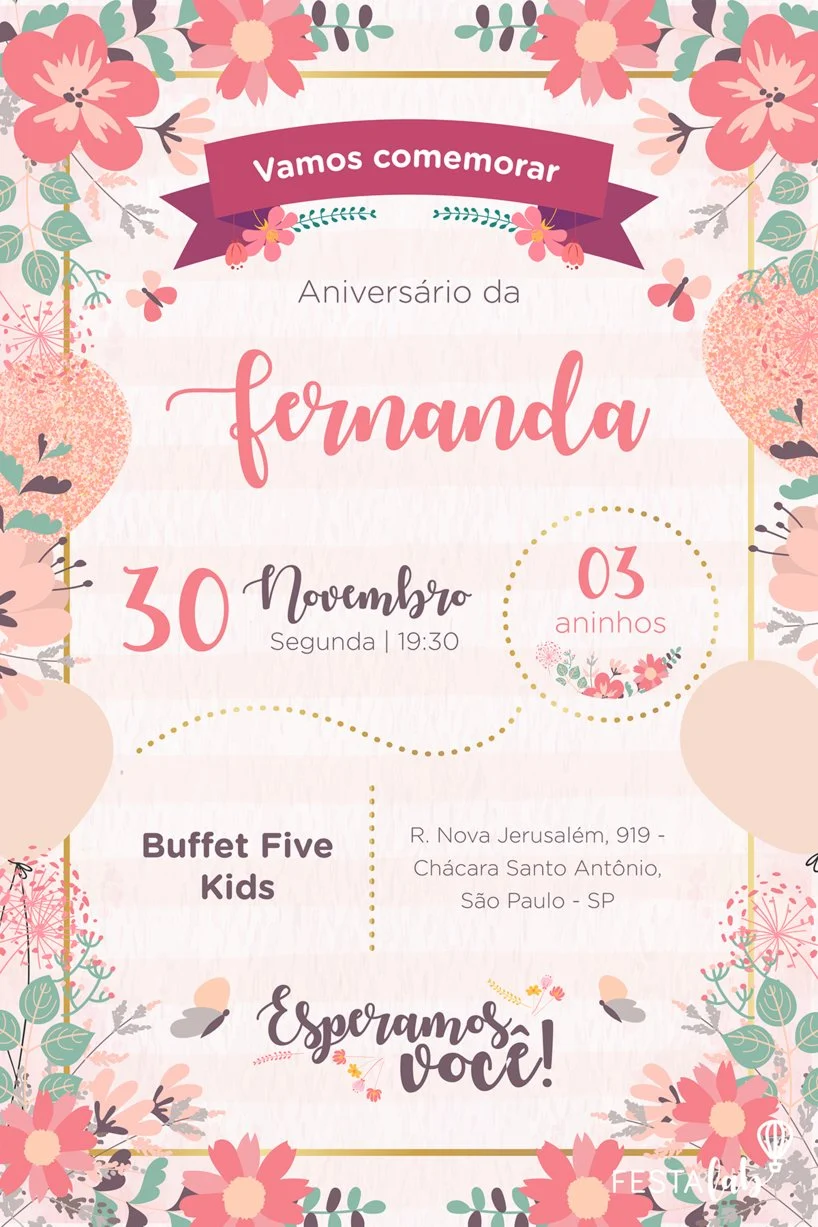 Vamos comemorar
Aniversário da
fernanda
30 Novembro
Segunda | 19:30
03
aninhos
Buffet Five
Kids
R. Nova Jerusalém, 919 -
Chácara Santo Antônio,
São Paulo - SP
Esperamos
você!
FESTAlab